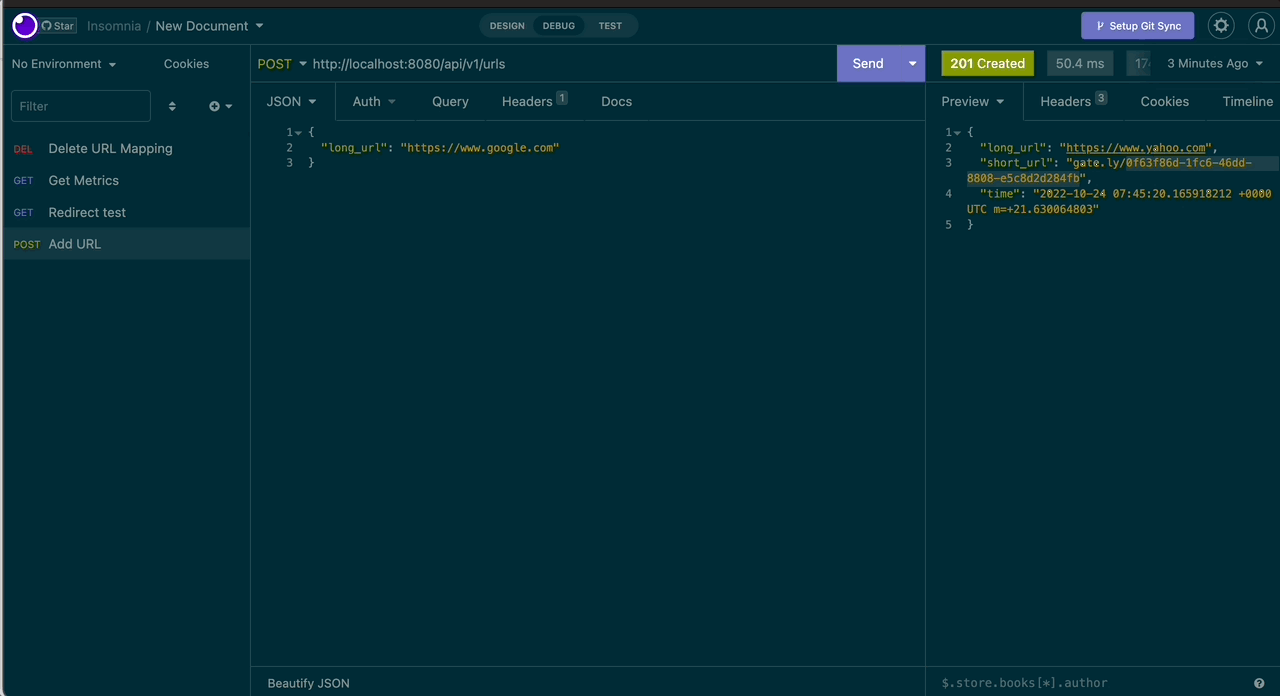 Star Insomnia / New Document DESIGN DEBUG TEST Setup Git Sync
No Environment Cookies POST http://localhost:8080/api/v1/urls Send 201 Created 50.4 ms 3 Minutes Ago
Filter JSON Auth Query Headers 1 Docs Preview Headers 3 Cookies Timeline
DEL Delete URL Mapping
GET Get Metrics
GET Redirect test
POST Add URL
1 {
2 "long_url": "https://www.google.com"
3 }
1 {
2 "long_url": "https://www.yahoo.com",
3 "short_url": "gate.ly/0f63f86d-1fc6-46dd-
8808-e5c8d2d284fb",
4 "time": "2022-10-24 07:45:20.165918212 +0000
UTC m=+21.630064803"
5 }
Beautify JSON $.store.books[*].author